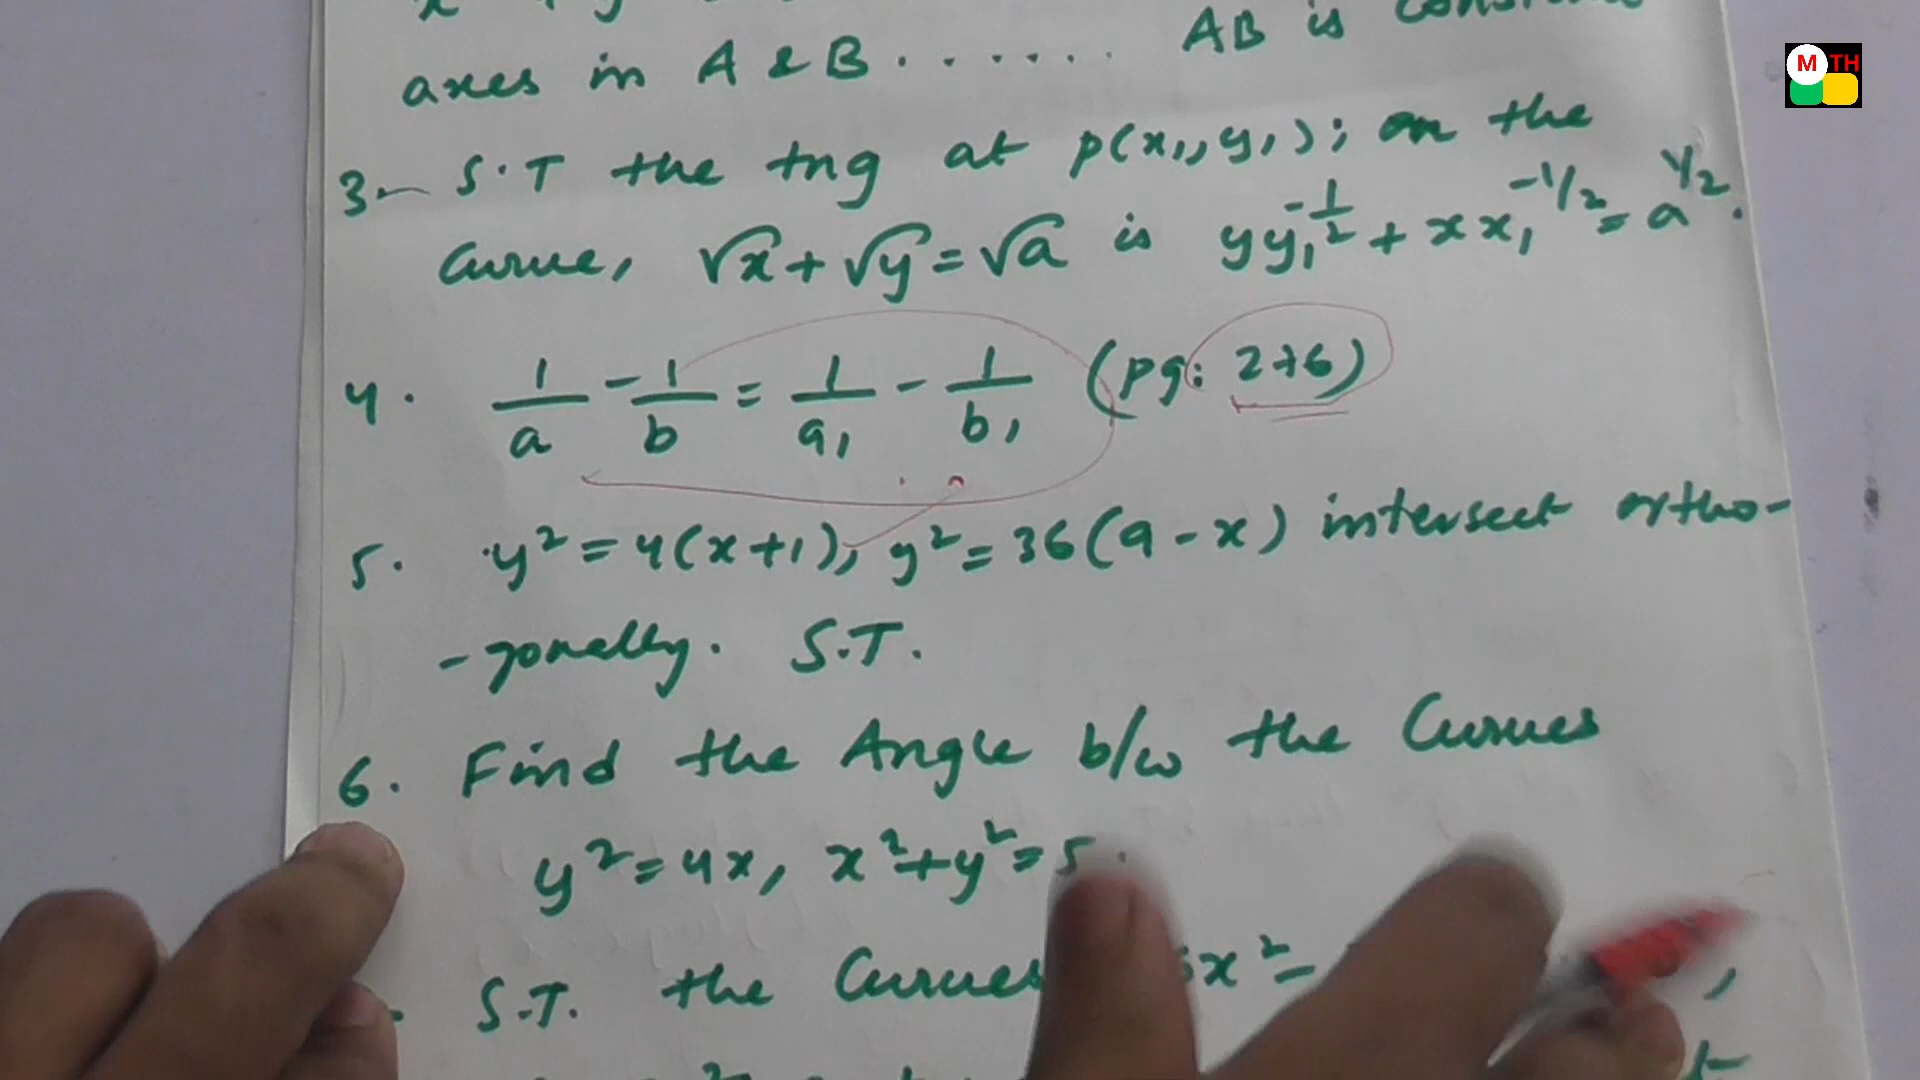 x y
axes in A & B....... AB is
3- S.T the tng at P(x₁,y₁); on the
Curve, √x+√y=√a is yy₁^-1/2 + xx₁^-1/2 = a^1/2.
4. 1/a - 1/b = 1/a₁ - 1/b₁ (pg: 276)
5. y²=4(x+1), y²=36(9-x) intersect ortho-
-gonally. S.T.
6. Find the Angle b/w the Curves
y²=4x, x²+y²=5.
S.T. the Curves 6x²-
M TH